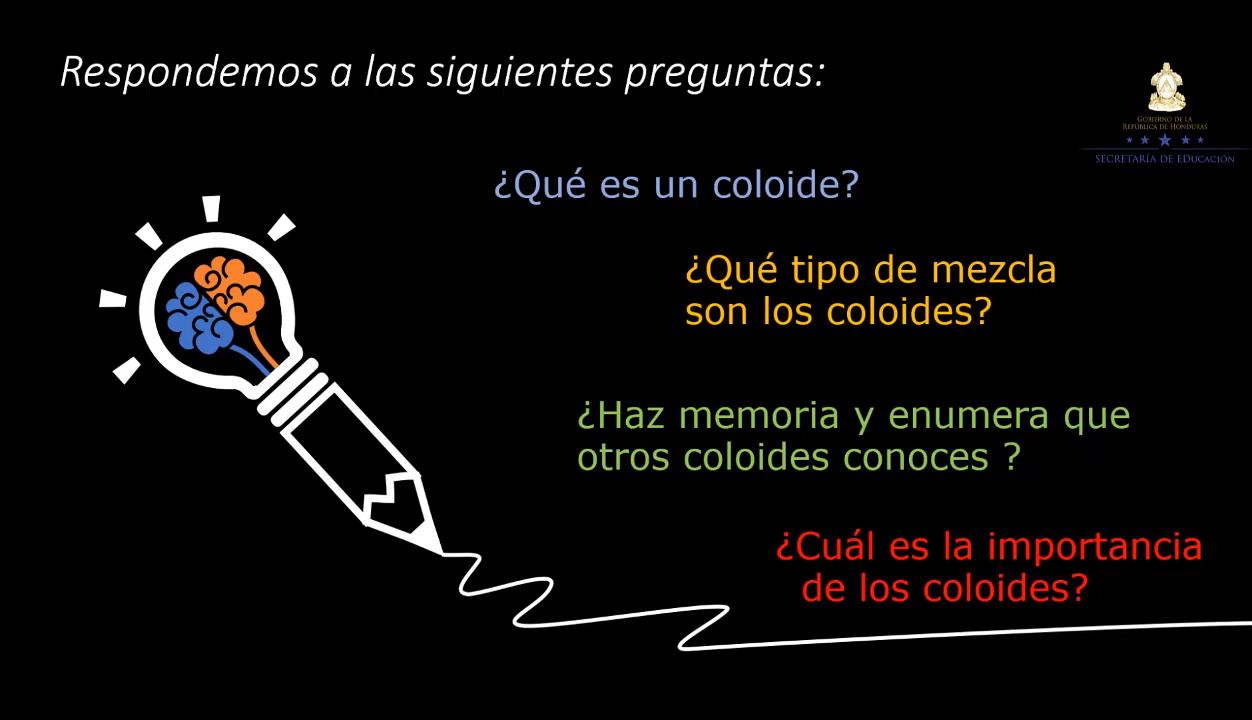 Respondemos a las siguientes preguntas:
GOBIERNO DE LA
REPÚBLICA DE HONDURAS
SECRETARÍA DE EDUCACIÓN
¿Qué es un coloide?
¿Qué tipo de mezcla
son los coloides?
¿Haz memoria y enumera que
otros coloides conoces ?
¿Cuál es la importancia
de los coloides?